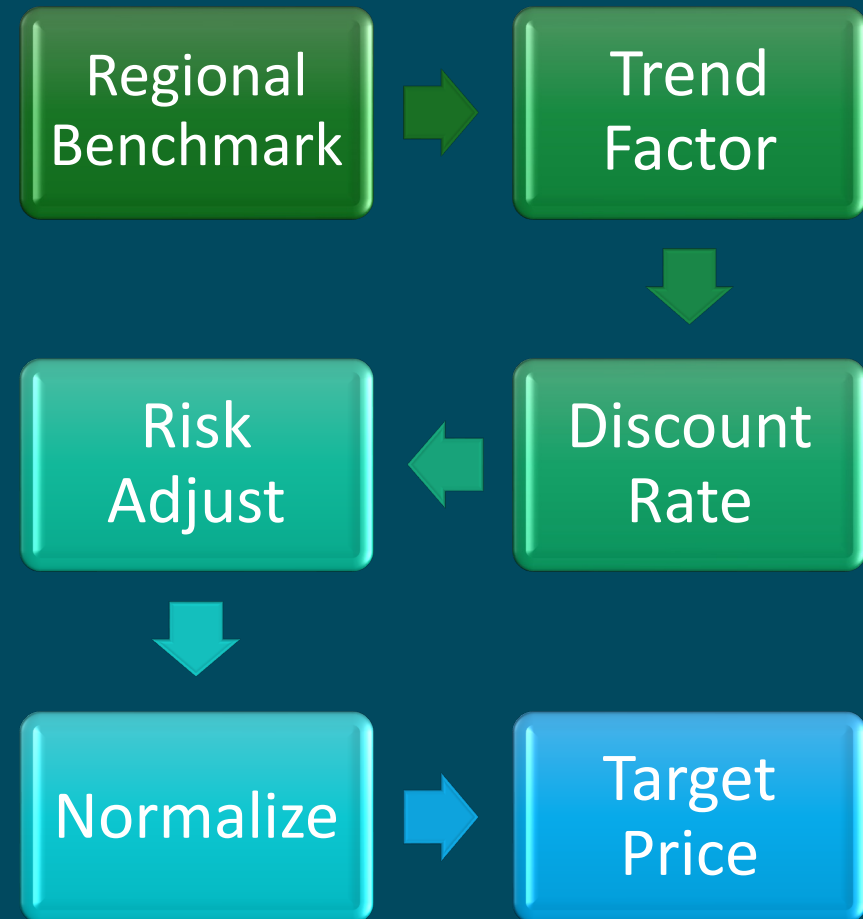 Regional
Benchmark
Trend
Factor
Discount
Rate
Risk
Adjust
Normalize
Target
Price